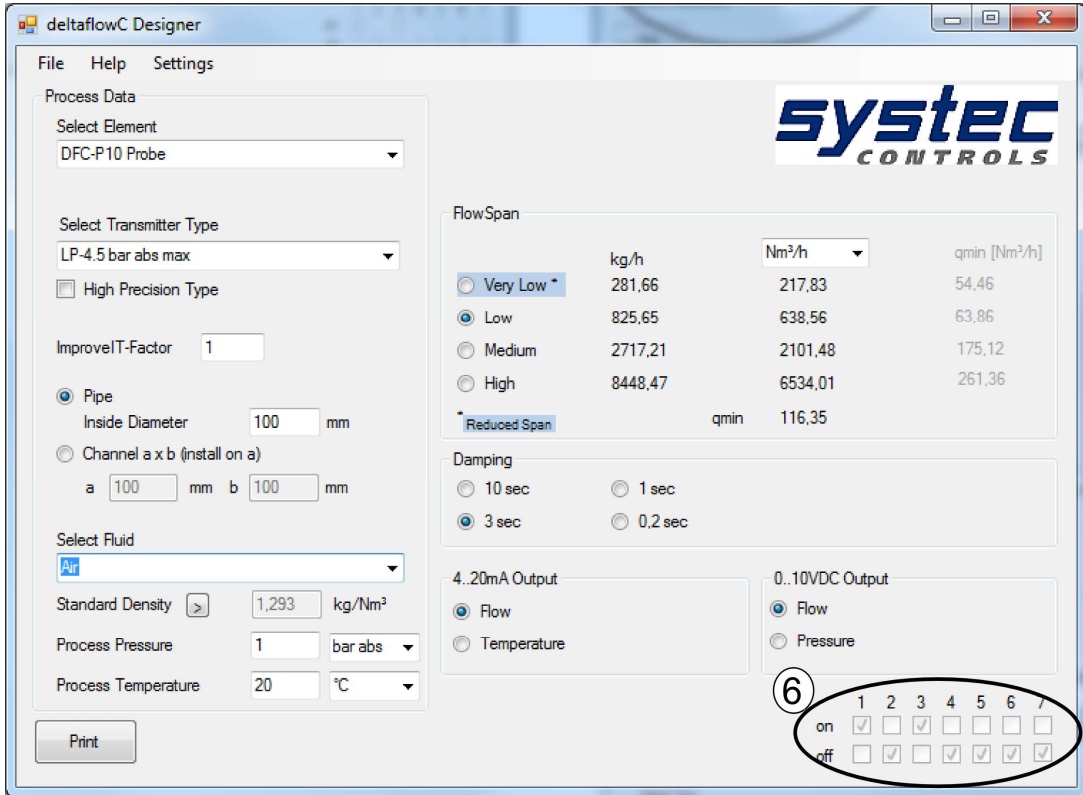 deltaflowC Designer
File Help Settings
Process Data
Select Element
DFC-P10 Probe
Select Transmitter Type
LP-4.5 bar abs max
High Precision Type
ImproveIT-Factor 1
Pipe
Inside Diameter 100 mm
Channel a x b (install on a)
a 100 mm b 100 mm
Select Fluid
Air
Standard Density > 1,293 kg/Nm³
Process Pressure 1 bar abs
Process Temperature 20 °C
Print
systec
CONTROLS
FlowSpan
kg/h Nm³/h qmin [Nm³/h]
Very Low * 281,66 217,83 54,46
Low 825,65 638,56 63,86
Medium 2717,21 2101,48 175,12
High 8448,47 6534,01 261,36
* Reduced Span qmin 116,35
Damping
10 sec 1 sec
3 sec 0,2 sec
4..20mA Output
Flow
Temperature
0..10VDC Output
Flow
Pressure
6
1 2 3 4 5 6 7
on
off